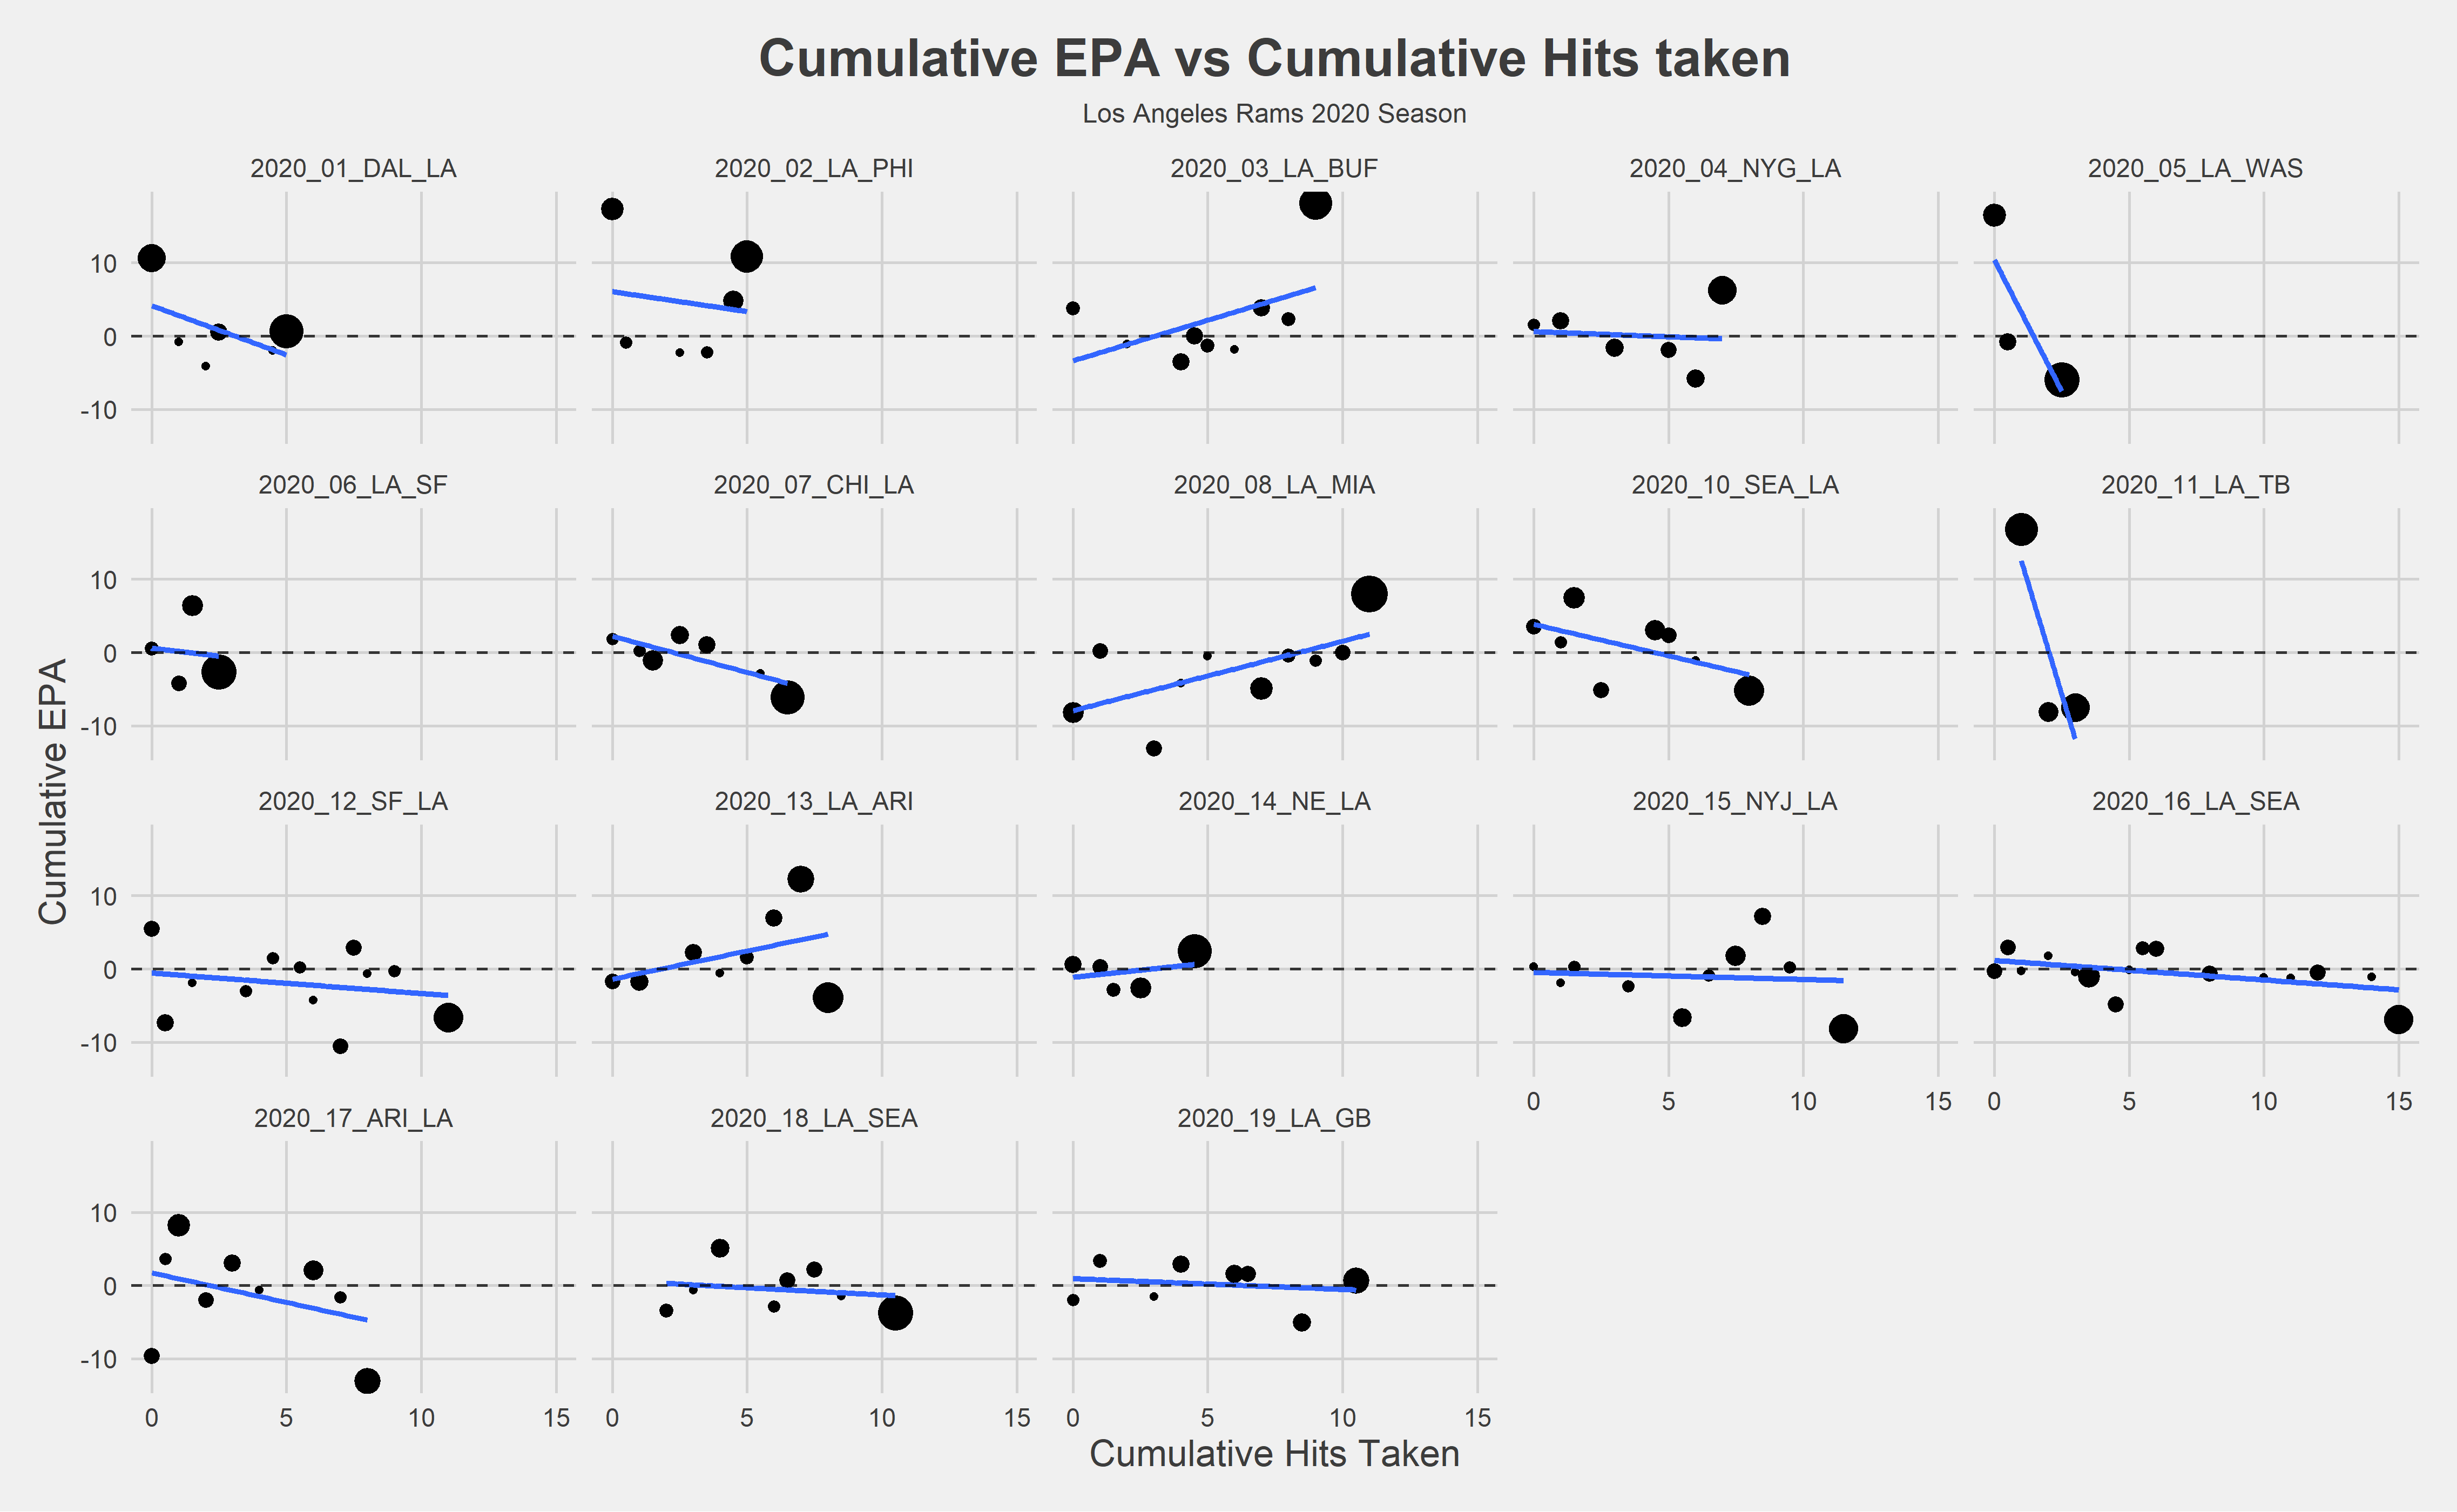 Cumulative EPA vs Cumulative Hits taken
Los Angeles Rams 2020 Season
2020_01_DAL_LA
2020_02_LA_PHI
2020_03_LA_BUF
2020_04_NYG_LA
2020_05_LA_WAS
10
0
-10
2020_06_LA_SF
2020_07_CHI_LA
2020_08_LA_MIA
2020_10_SEA_LA
2020_11_LA_TB
10
0
-10
Cumulative EPA
2020_12_SF_LA
2020_13_LA_ARI
2020_14_NE_LA
2020_15_NYJ_LA
2020_16_LA_SEA
10
0
-10
0 5 10 15
0 5 10 15
2020_17_ARI_LA
2020_18_LA_SEA
2020_19_LA_GB
10
0
-10
0 5 10 15
0 5 10 15
0 5 10 15
Cumulative Hits Taken